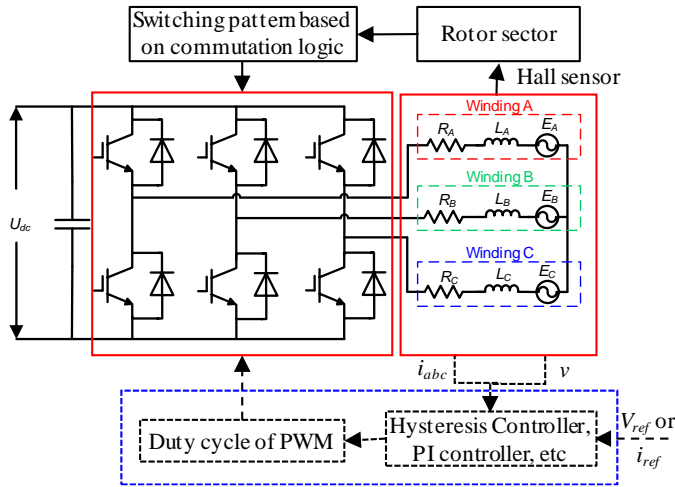 Switching pattern based
on commutation logic
Rotor sector
Hall sensor
Winding A
R_A L_A E_A
Winding B
R_B L_B E_B
Winding C
R_C L_C E_C
U_dc
i_abc
v
Duty cycle of PWM
Hysteresis Controller,
PI controller, etc
V_ref or
i_ref